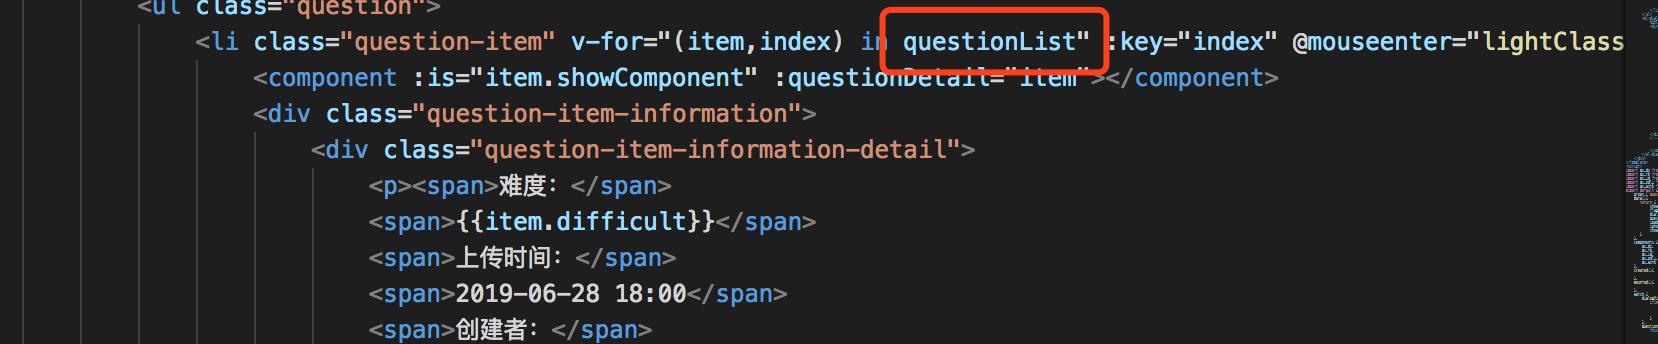 <ul class="question">
<li class="question-item" v-for="(item,index) in questionList" :key="index" @mouseenter="lightClass
<component :is="item.showComponent" :questionDetail="item"></component>
<div class="question-item-information">
<div class="question-item-information-detail">
<p><span>难度：</span>
<span>{{item.difficult}}</span>
<span>上传时间：</span>
<span>2019-06-28 18:00</span>
<span>创建者：</span>